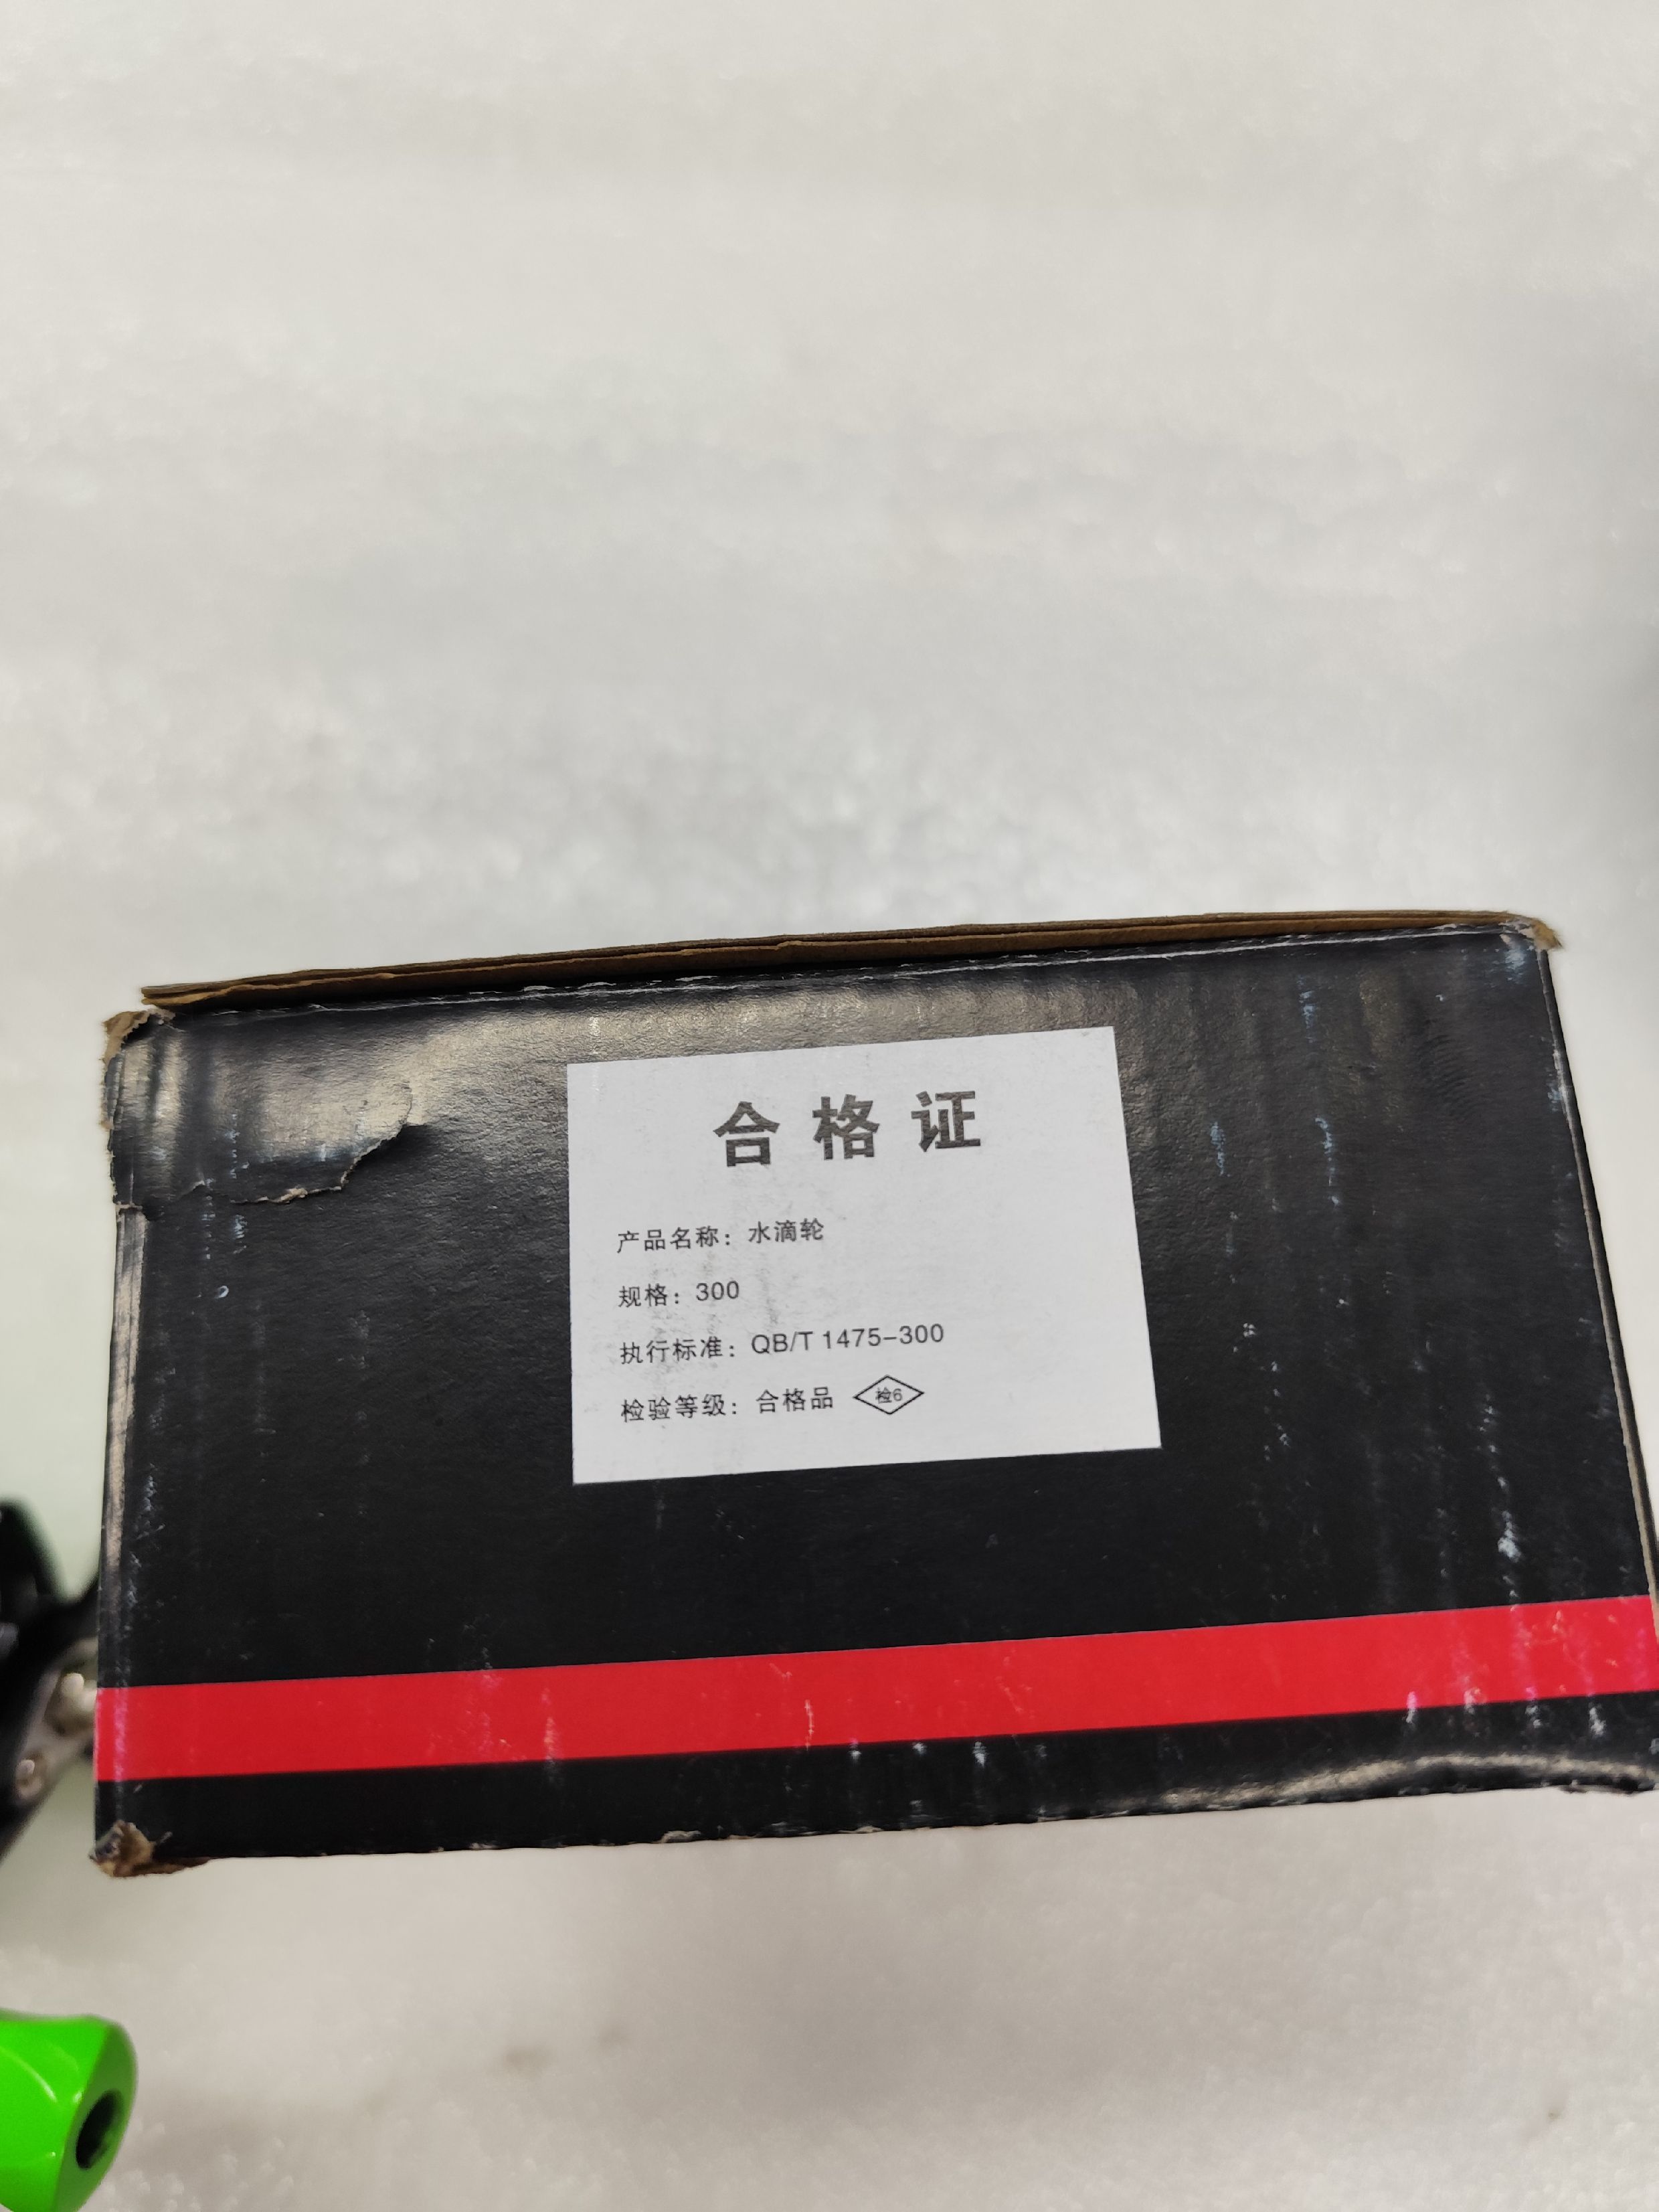 合格证
产品名称：水滴轮
规格：300
执行标准：QB/T 1475-300
检验等级：合格品 检6